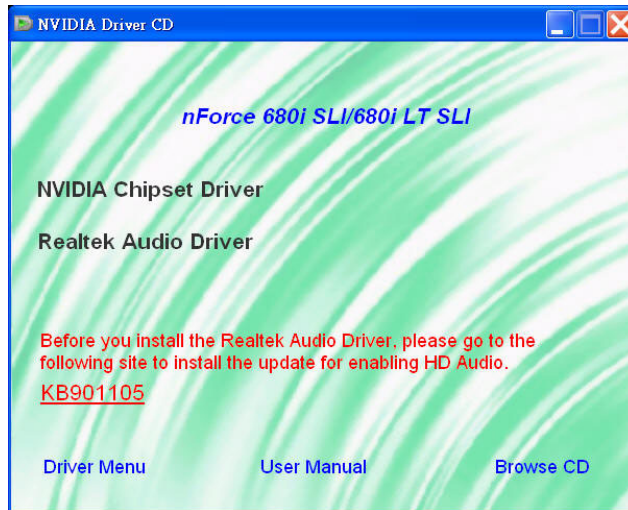 NVIDIA Driver CD
nForce 680i SLI/680i LT SLI
NVIDIA Chipset Driver
Realtek Audio Driver
Before you install the Realtek Audio Driver, please go to the
following site to install the update for enabling HD Audio.
KB901105
Driver Menu
User Manual
Browse CD